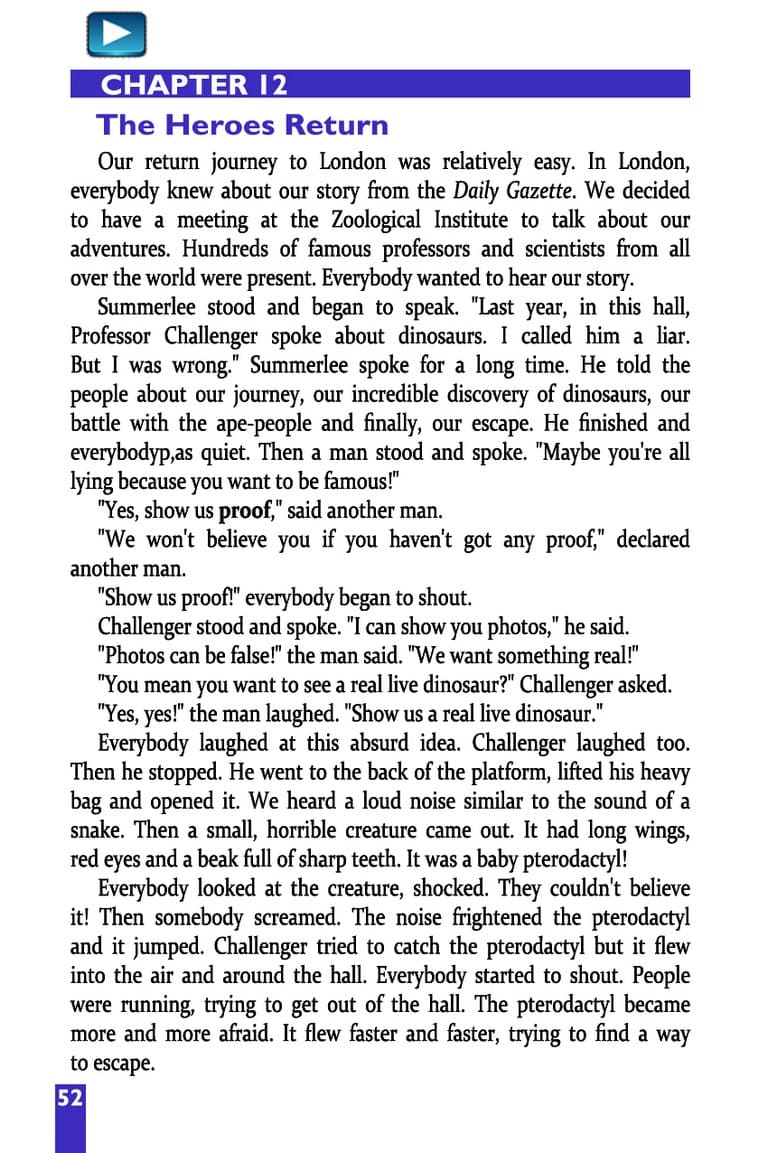 CHAPTER 12
The Heroes Return
Our return journey to London was relatively easy. In London,
everybody knew about our story from the Daily Gazette. We decided
to have a meeting at the Zoological Institute to talk about our
adventures. Hundreds of famous professors and scientists from all
over the world were present. Everybody wanted to hear our story.
Summerlee stood and began to speak. "Last year, in this hall,
Professor Challenger spoke about dinosaurs. I called him a liar.
But I was wrong." Summerlee spoke for a long time. He told the
people about our journey, our incredible discovery of dinosaurs, our
battle with the ape-people and finally, our escape. He finished and
everybodyp,as quiet. Then a man stood and spoke. "Maybe you're all
lying because you want to be famous!"
"Yes, show us proof," said another man.
"We won't believe you if you haven't got any proof," declared
another man.
"Show us proof!" everybody began to shout.
Challenger stood and spoke. "I can show you photos," he said.
"Photos can be false!" the man said. "We want something real!"
"You mean you want to see a real live dinosaur?" Challenger asked.
"Yes, yes!" the man laughed. "Show us a real live dinosaur."
Everybody laughed at this absurd idea. Challenger laughed too.
Then he stopped. He went to the back of the platform, lifted his heavy
bag and opened it. We heard a loud noise similar to the sound of a
snake. Then a small, horrible creature came out. It had long wings,
red eyes and a beak full of sharp teeth. It was a baby pterodactyl!
Everybody looked at the creature, shocked. They couldn't believe
it! Then somebody screamed. The noise frightened the pterodactyl
and it jumped. Challenger tried to catch the pterodactyl but it flew
into the air and around the hall. Everybody started to shout. People
were running, trying to get out of the hall. The pterodactyl became
more and more afraid. It flew faster and faster, trying to find a way
to escape.
52